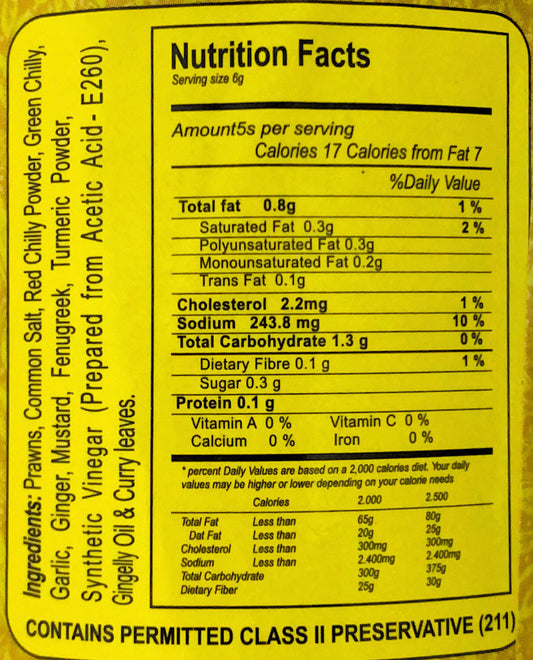 Ingredients: Prawns, Common Salt, Red Chilly Powder, Green Chilly,
Garlic, Ginger, Mustard, Fenugreek, Turmeric Powder,
Synthetic Vinegar (Prepared from Acetic Acid- E260),
Gingelly Oil & Curry leaves.
Nutrition Facts
Serving size 6g
Amount5s per serving
Calories 17 Calories from Fat 7
%Daily Value
Total fat 0.8g 1 %
Saturated Fat 0.3g 2 %
Polyunsaturated Fat 0.3g
Monounsaturated Fat 0.2g
Trans Fat 0.1g
Cholesterol 2.2mg 1 %
Sodium 243.8 mg 10 %
Total Carbohydrate 1.3 g 0 %
Dietary Fibre 0.1 g 1 %
Sugar 0.3 g
Protein 0.1 g
Vitamin A 0 % Vitamin C 0 %
Calcium 0 % Iron 0 %
* percent Daily Values are based on a 2,000 calories diet. Your daily
values may be higher or lower depending on your calorie needs
Calories 2.000 2.500
Total Fat Less than 65g 80g
Dat Fat Less than 20g 25g
Cholesterol Less than 300mg 300mg
Sodium Less than 2.400mg 2.400mg
Total Carbohydrate 300g 375g
Dietary Fiber 25g 30g
CONTAINS PERMITTED CLASS II PRESERVATIVE (211)